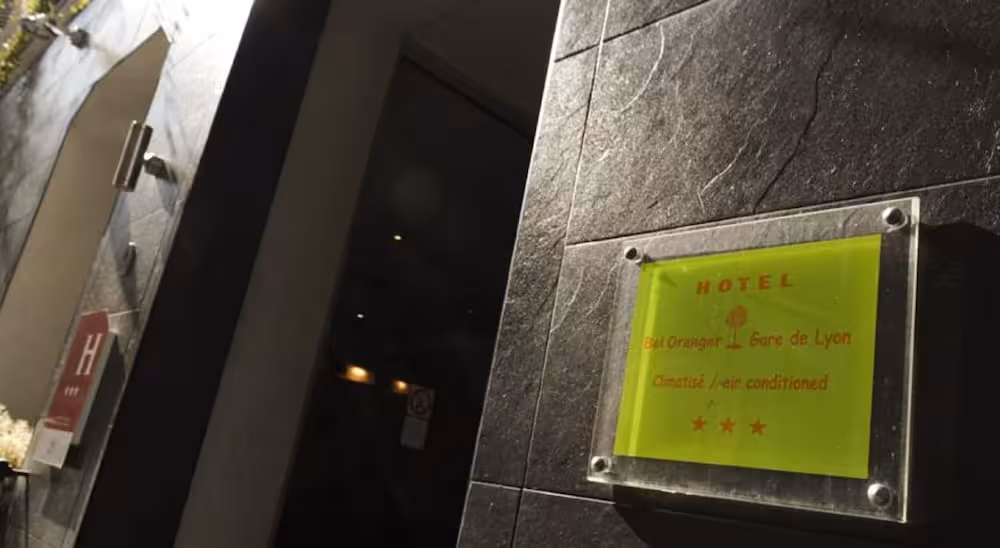 H
***
HOTEL
Bel Oranger Gare de Lyon
Climatisé / air conditioned
★ ★ ★